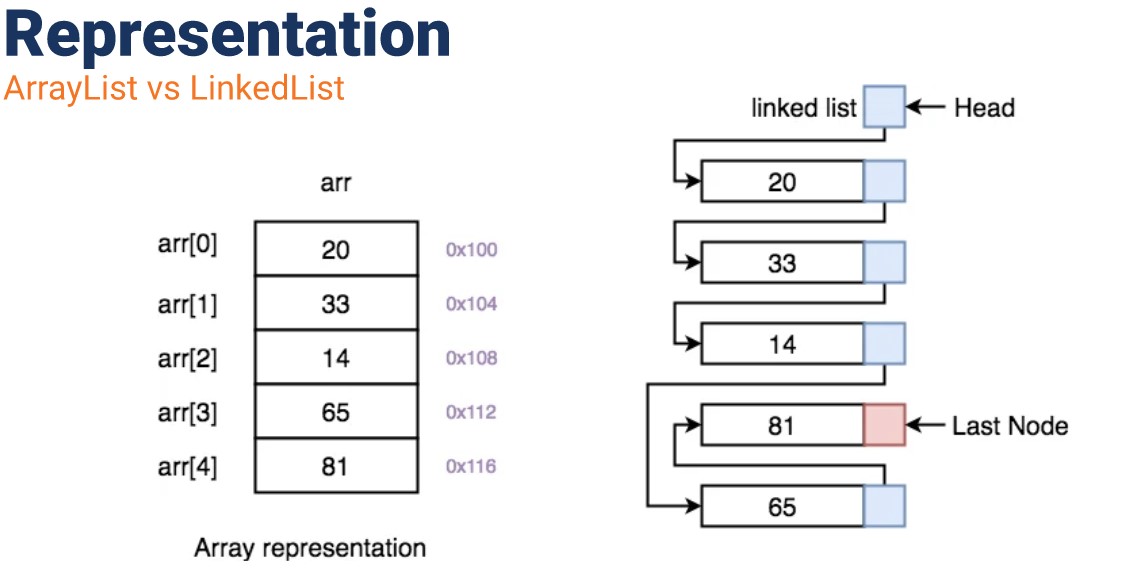 Representation
ArrayList vs LinkedList
arr
arr[0] 20 0x100
arr[1] 33 0x104
arr[2] 14 0x108
arr[3] 65 0x112
arr[4] 81 0x116
Array representation
linked list Head
20
33
14
81 Last Node
65